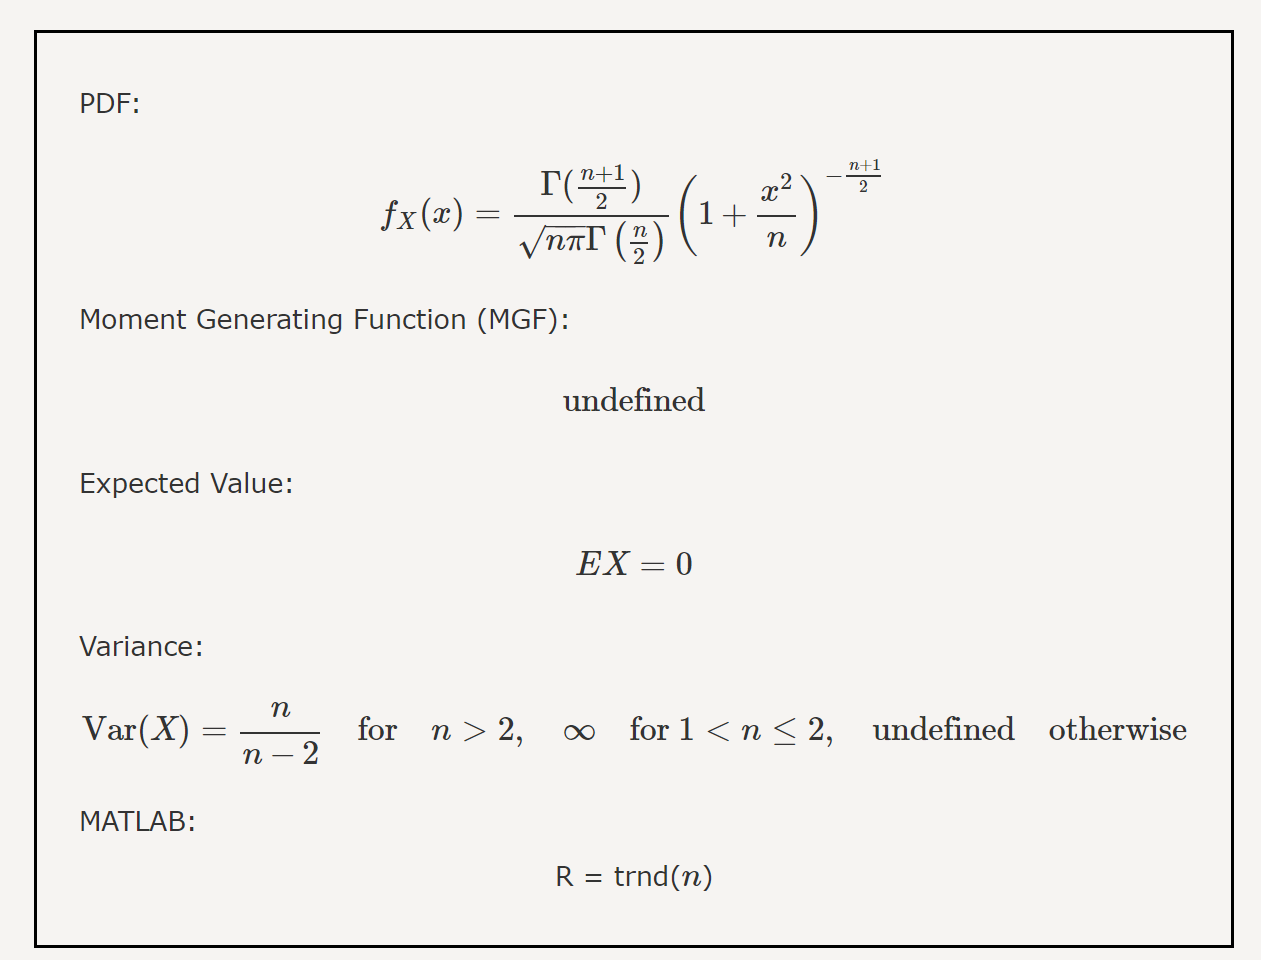 PDF:
$f_X(x) = \frac{\Gamma(\frac{n+1}{2})}{\sqrt{n\pi}\Gamma\left(\frac{n}{2}\right)} \left(1 + \frac{x^2}{n}\right)^{-\frac{n+1}{2}}$
Moment Generating Function (MGF):
undefined
Expected Value:
$EX = 0$
Variance:
$\text{Var}(X) = \frac{n}{n-2} \quad \text{for} \quad n > 2, \quad \infty \quad \text{for } 1 < n \leq 2, \quad \text{undefined} \quad \text{otherwise}$
MATLAB:
R = trnd($n$)